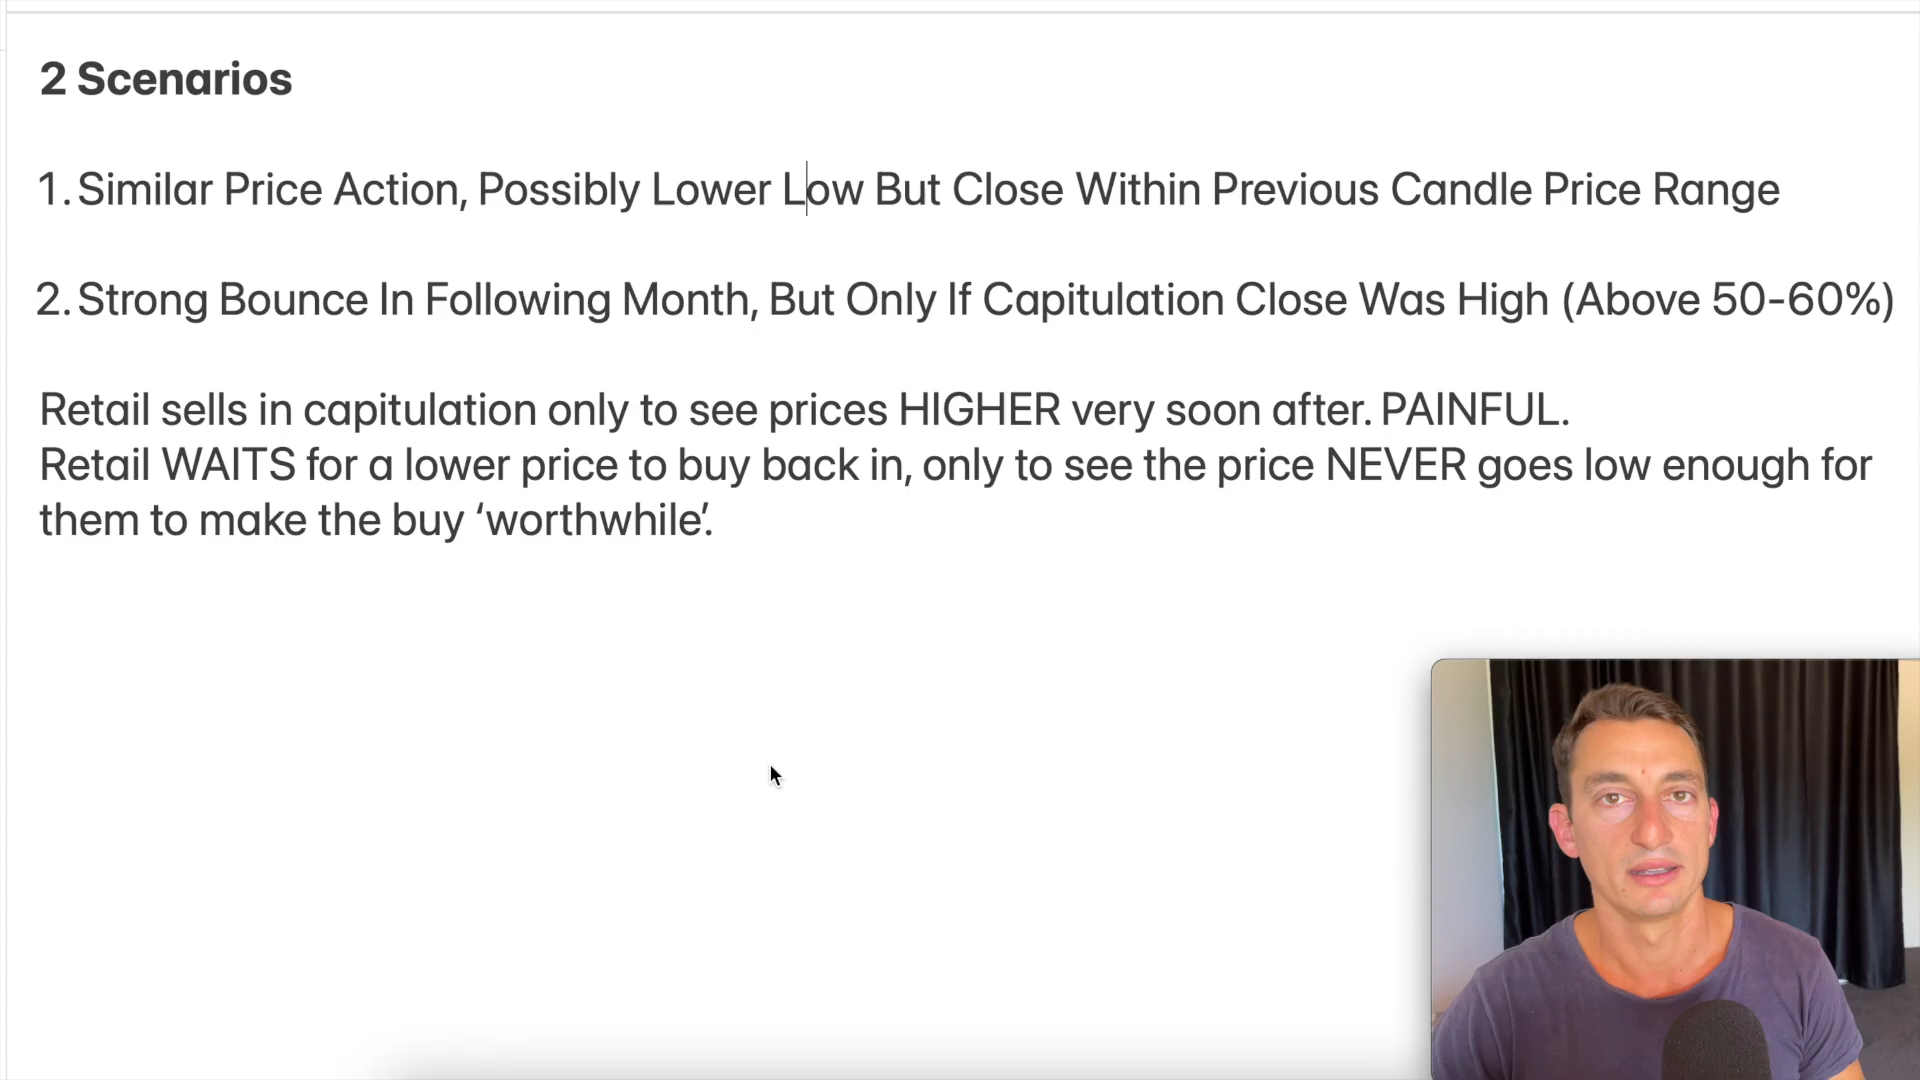 2 Scenarios
1. Similar Price Action, Possibly Lower Low But Close Within Previous Candle Price Range
2. Strong Bounce In Following Month, But Only If Capitulation Close Was High (Above 50-60%)
Retail sells in capitulation only to see prices HIGHER very soon after. PAINFUL.
Retail WAITS for a lower price to buy back in, only to see the price NEVER goes low enough for
them to make the buy ‘worthwhile’.